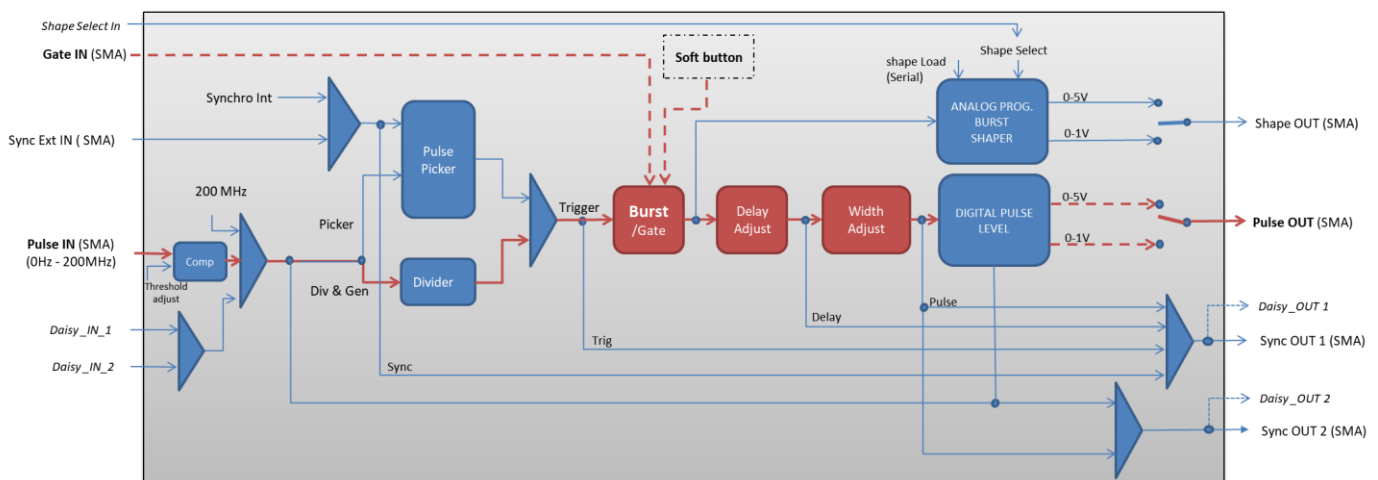 Shape Select In
Gate IN (SMA)
Soft button
Shape Select
shape Load
(Serial)
Synchro Int
Sync Ext IN ( SMA)
Pulse
Picker
ANALOG PROG.
BURST
SHAPER
0-5V
0-1V
Shape OUT (SMA)
200 MHz
Picker
Trigger
Burst
/Gate
Delay
Adjust
Width
Adjust
DIGITAL PULSE
LEVEL
0-5V
0-1V
Pulse OUT (SMA)
Pulse IN (SMA)
(0Hz - 200MHz)
Comp
Threshold
adjust
Div & Gen
Divider
Daisy_IN_1
Daisy_IN_2
Pulse
Delay
Trig
Sync
Daisy_OUT 1
Sync OUT 1 (SMA)
Daisy_OUT 2
Sync OUT 2 (SMA)